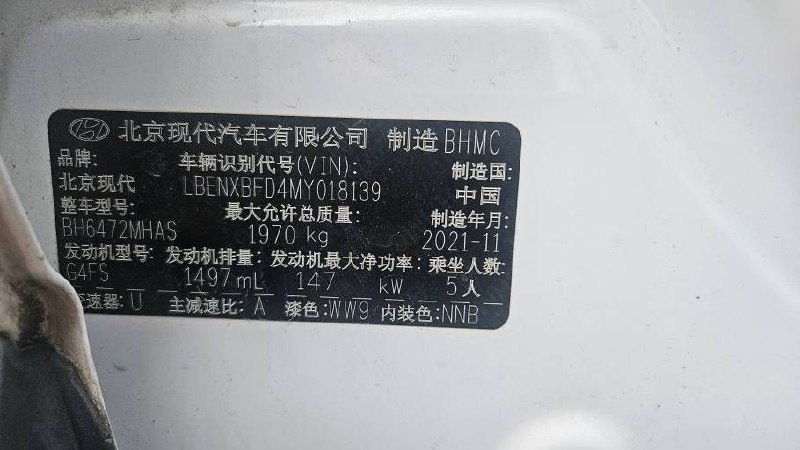 北京现代汽车有限公司 制造 BHMC
品牌: 车辆识别代号(VIN): 制造国:
北京现代 LBENXBFD4MY018139 中国
整车型号: 最大允许总质量: 制造年月:
BH6472MHAS 1970 kg 2021-11
发动机型号: 发动机排量: 发动机最大净功率: 乘坐人数:
G4FS 1497 mL 147 kW 5人
变速器: U 主减速比: A 漆色:WW9 内装色:NNB